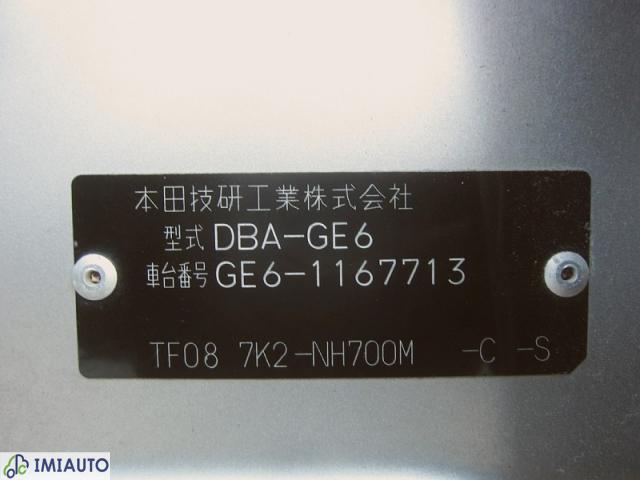 本田技研工業株式会社
型式 DBA-GE6
車台番号 GE6-1167713
TF08 7K2-NH700M -C -S
IMIAUTO